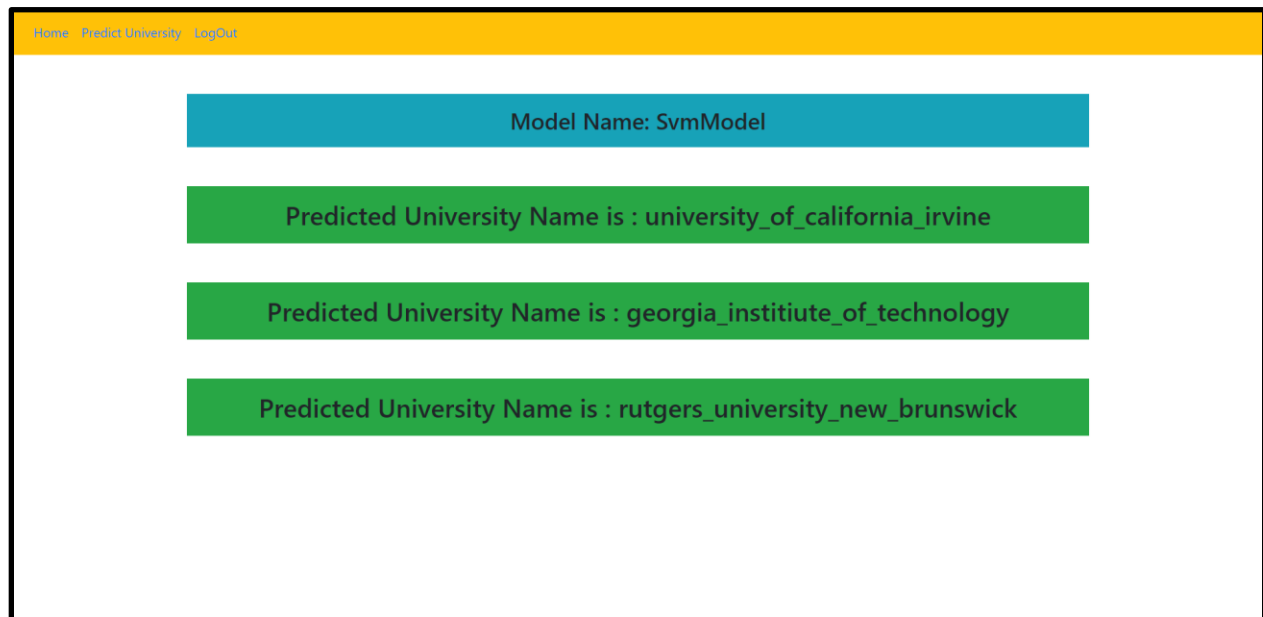 Home Predict University LogOut
Model Name: SvmModel
Predicted University Name is : university_of_california_irvine
Predicted University Name is : georgia_institiute_of_technology
Predicted University Name is : rutgers_university_new_brunswick